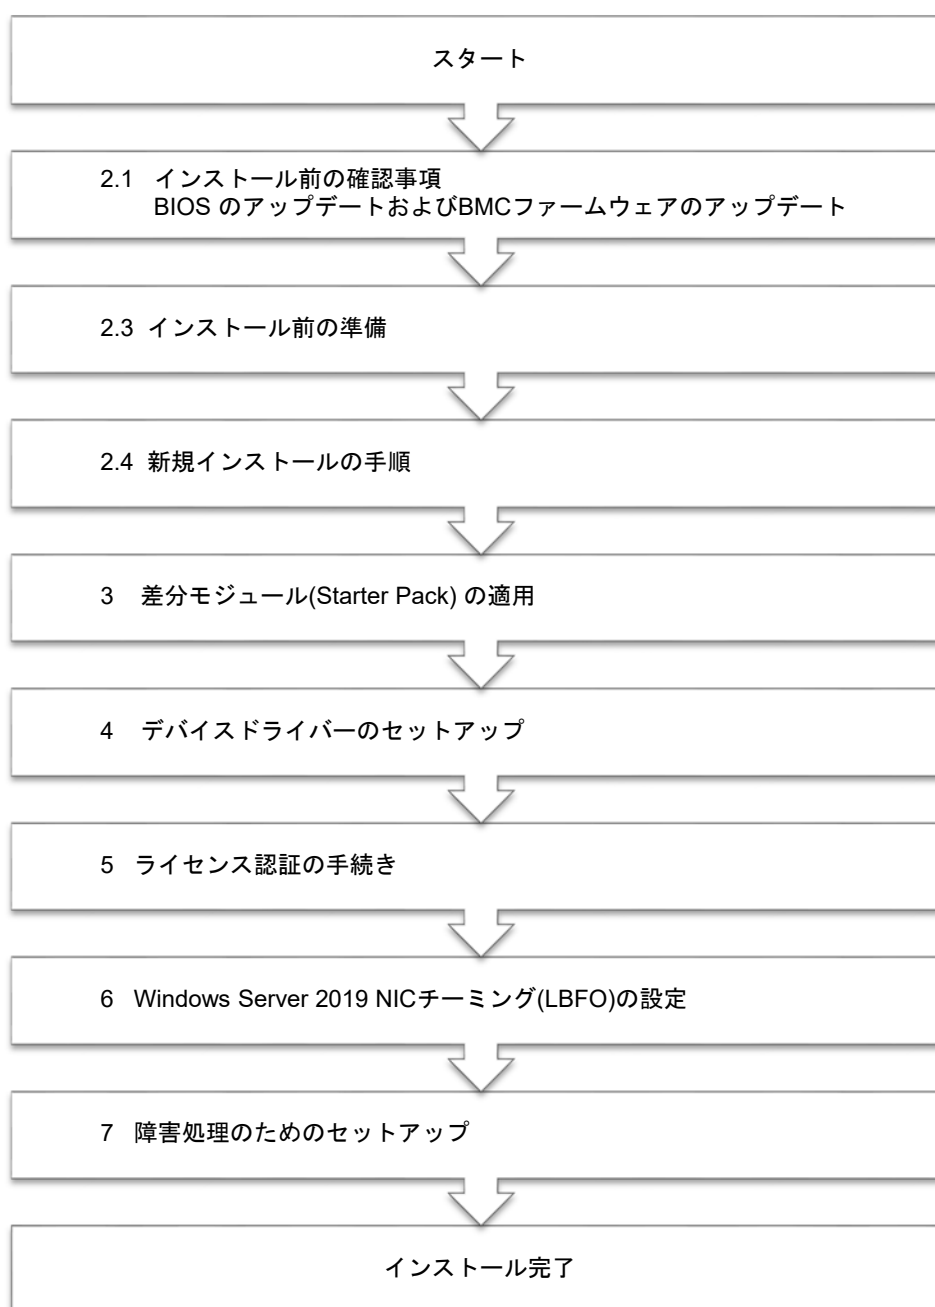 スタート
2.1 インストール前の確認事項
BIOS のアップデートおよびBMCファームウェアのアップデート
2.3 インストール前の準備
2.4 新規インストールの手順
3 差分モジュール(Starter Pack) の適用
4 デバイスドライバーのセットアップ
5 ライセンス認証の手続き
6 Windows Server 2019 NICチーミング(LBFO)の設定
7 障害処理のためのセットアップ
インストール完了